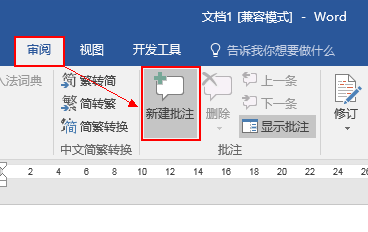 文档1 [兼容模式] - Word
审阅 视图 开发工具 告诉我你想要做什么
入法词典 繁转简 上一条
简转繁 下一条
简繁转换 新建批注 删除 显示批注 修订
中文简繁转换 批注
2 4 6 8 10 12 14 16 18 20 22 24 26